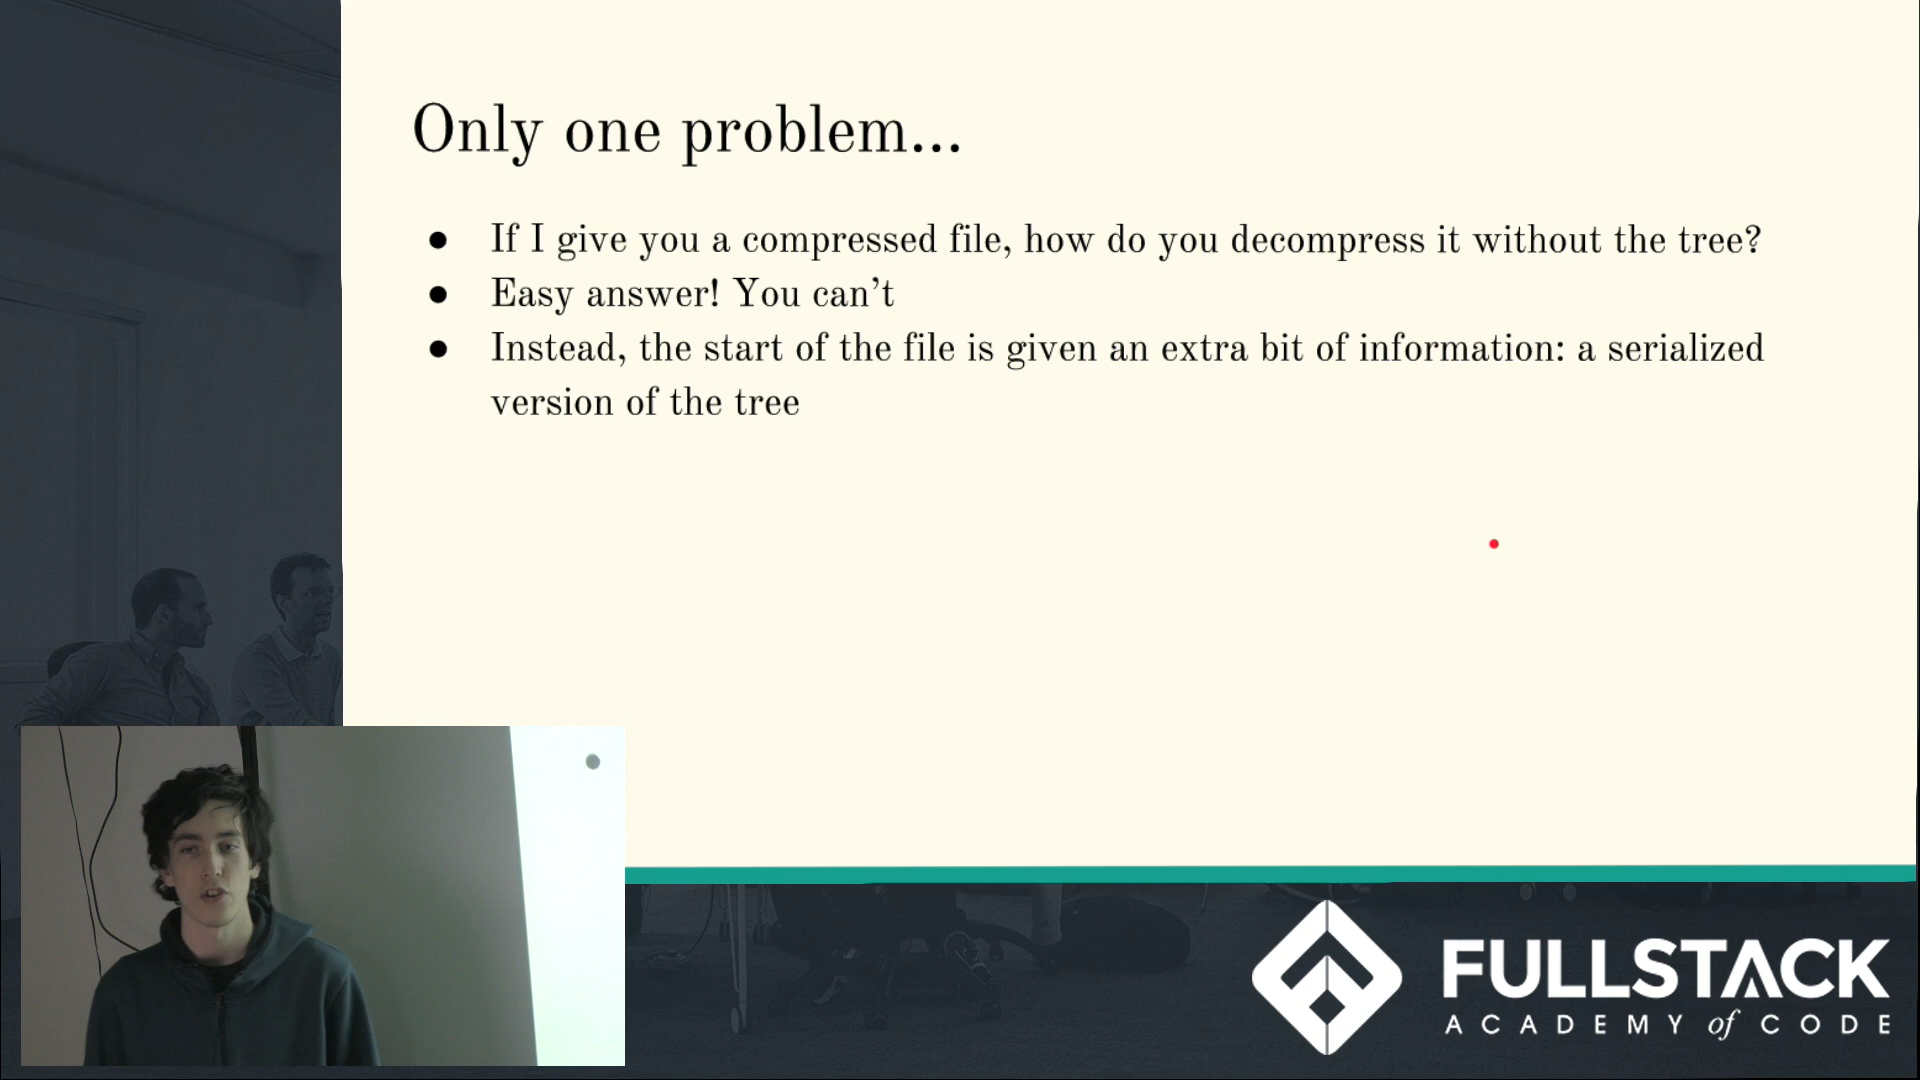 Only one problem...
● If I give you a compressed file, how do you decompress it without the tree?
● Easy answer! You can’t
● Instead, the start of the file is given an extra bit of information: a serialized
version of the tree
FULLSTACK
ACADEMY of CODE